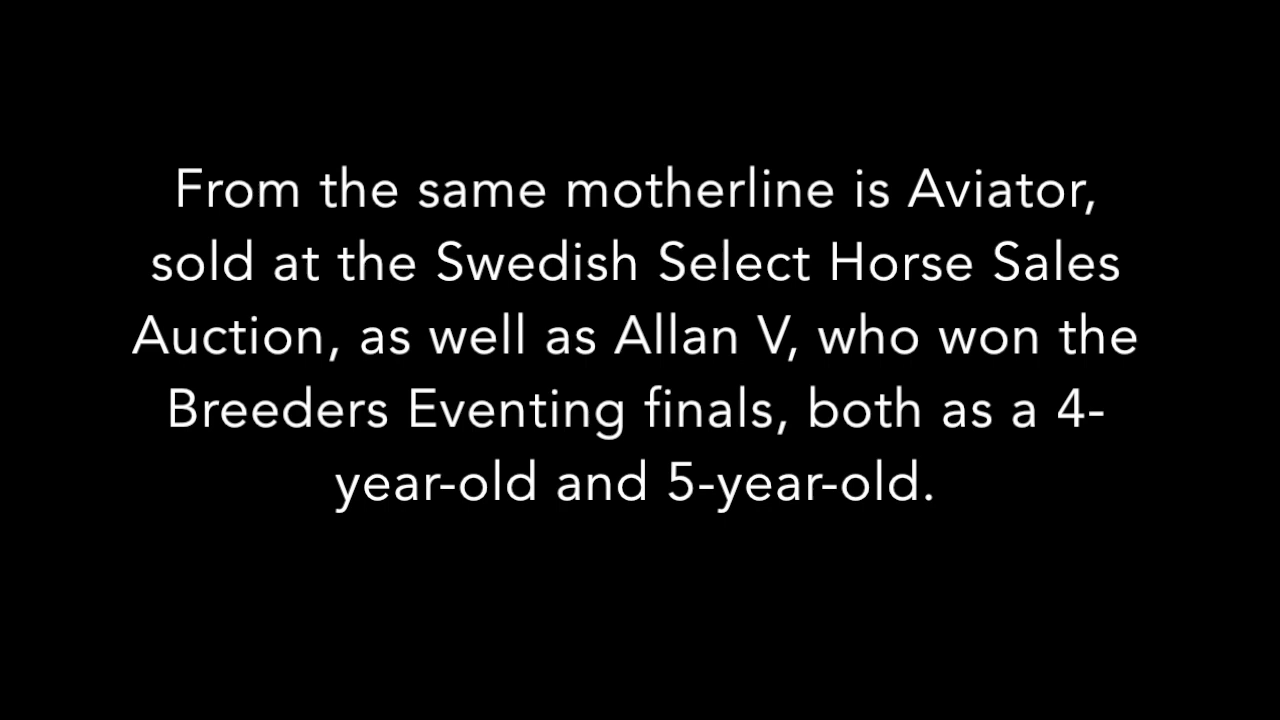 From the same motherline is Aviator,
sold at the Swedish Select Horse Sales
Auction, as well as Allan V, who won the
Breeders Eventing finals, both as a 4-
year-old and 5-year-old.